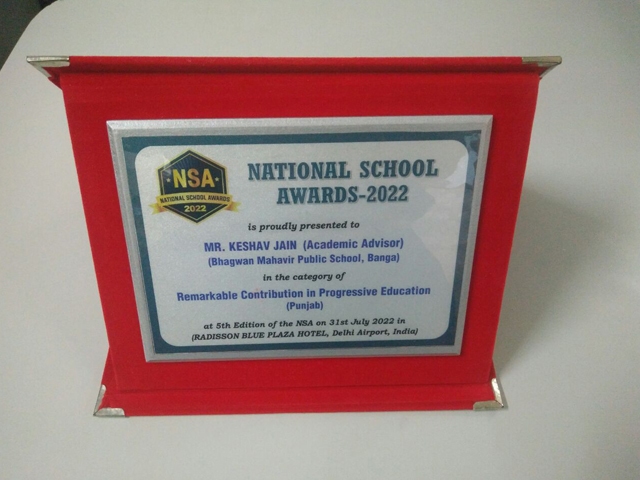 NSA
NATIONAL SCHOOL AWARDS
2022
NATIONAL SCHOOL
AWARDS-2022
is proudly presented to
MR. KESHAV JAIN (Academic Advisor)
(Bhagwan Mahavir Public School, Banga)
in the category of
Remarkable Contribution in Progressive Education
(Punjab)
at 5th Edition of the NSA on 31st July 2022 in
(RADISSON BLUE PLAZA HOTEL, Delhi Airport, India)